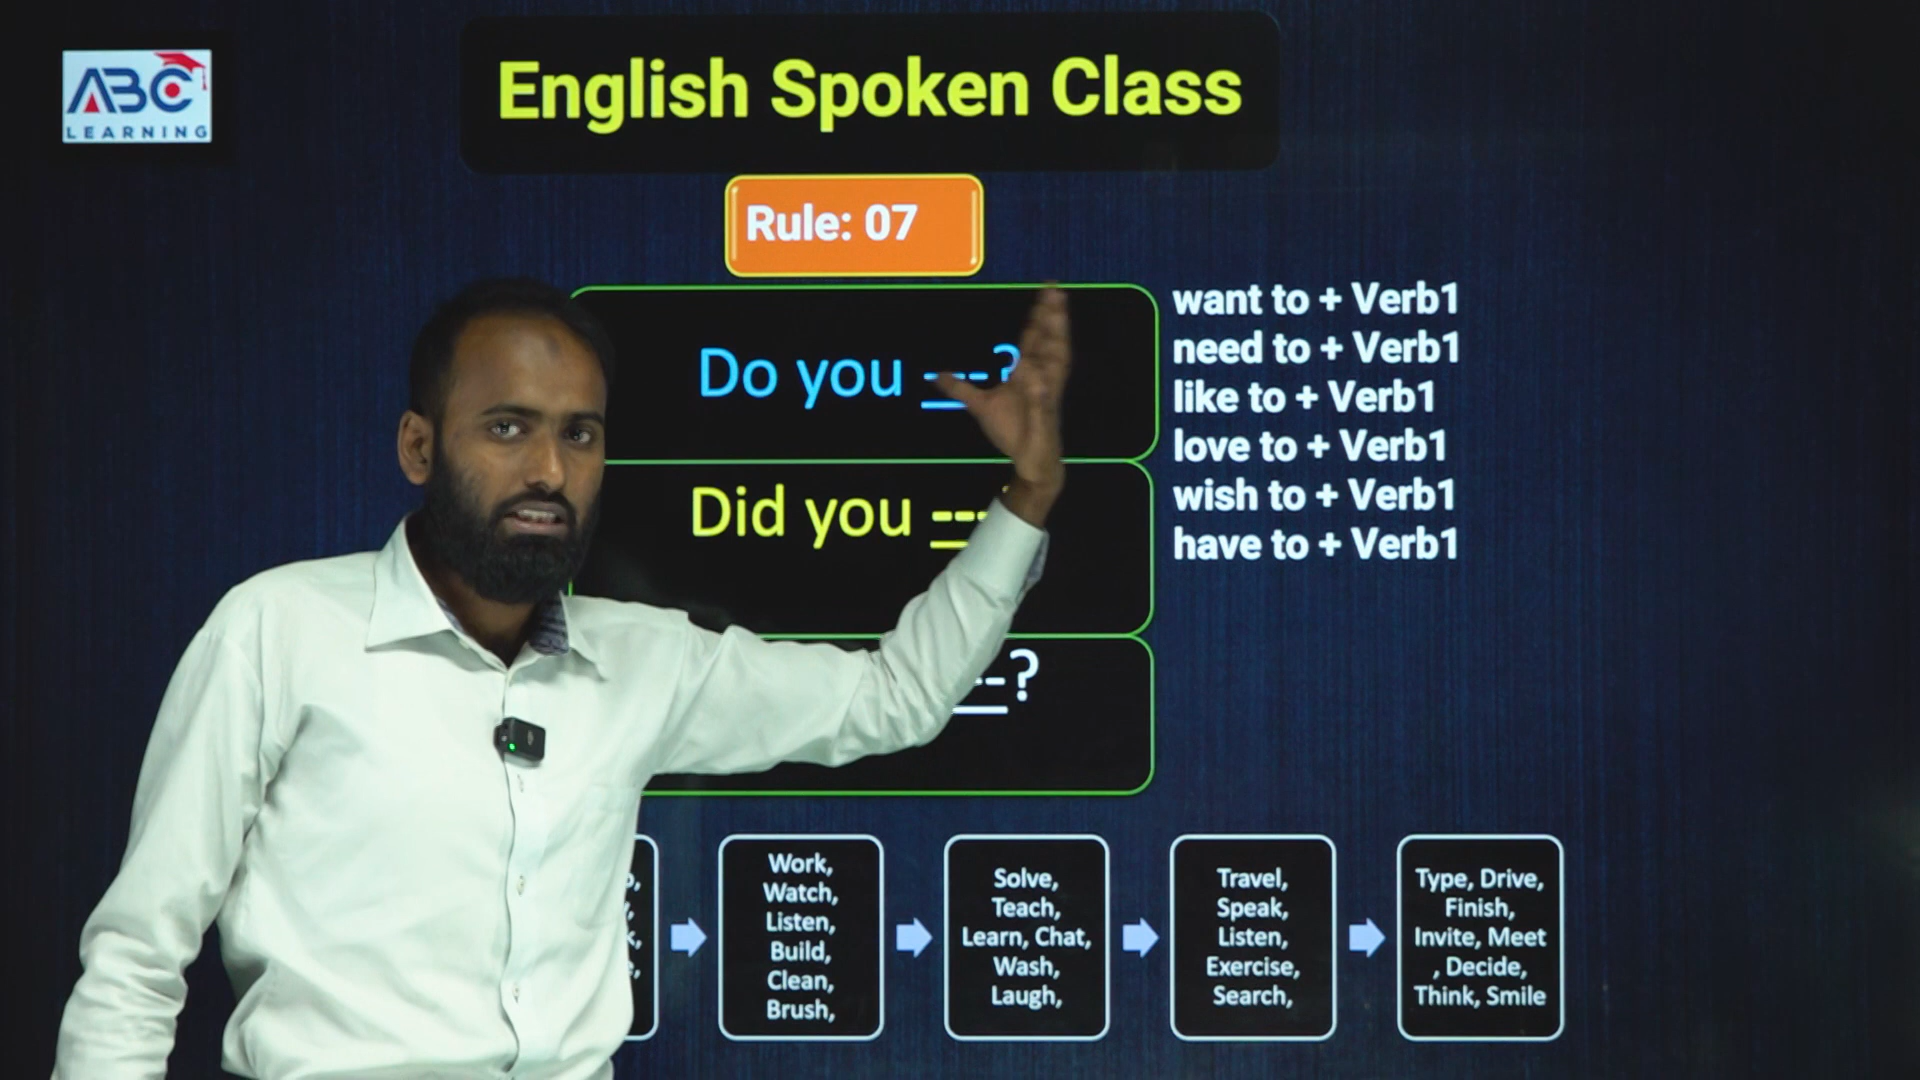 ABC
LEARNING
English Spoken Class
Rule: 07
Do you ---?
Did you ---
--?
want to + Verb1
need to + Verb1
like to + Verb1
love to + Verb1
wish to + Verb1
have to + Verb1
Work,
Watch,
Listen,
Build,
Clean,
Brush,
Solve,
Teach,
Learn, Chat,
Wash,
Laugh,
Travel,
Speak,
Listen,
Exercise,
Search,
Type, Drive,
Finish,
Invite, Meet
, Decide,
Think, Smile